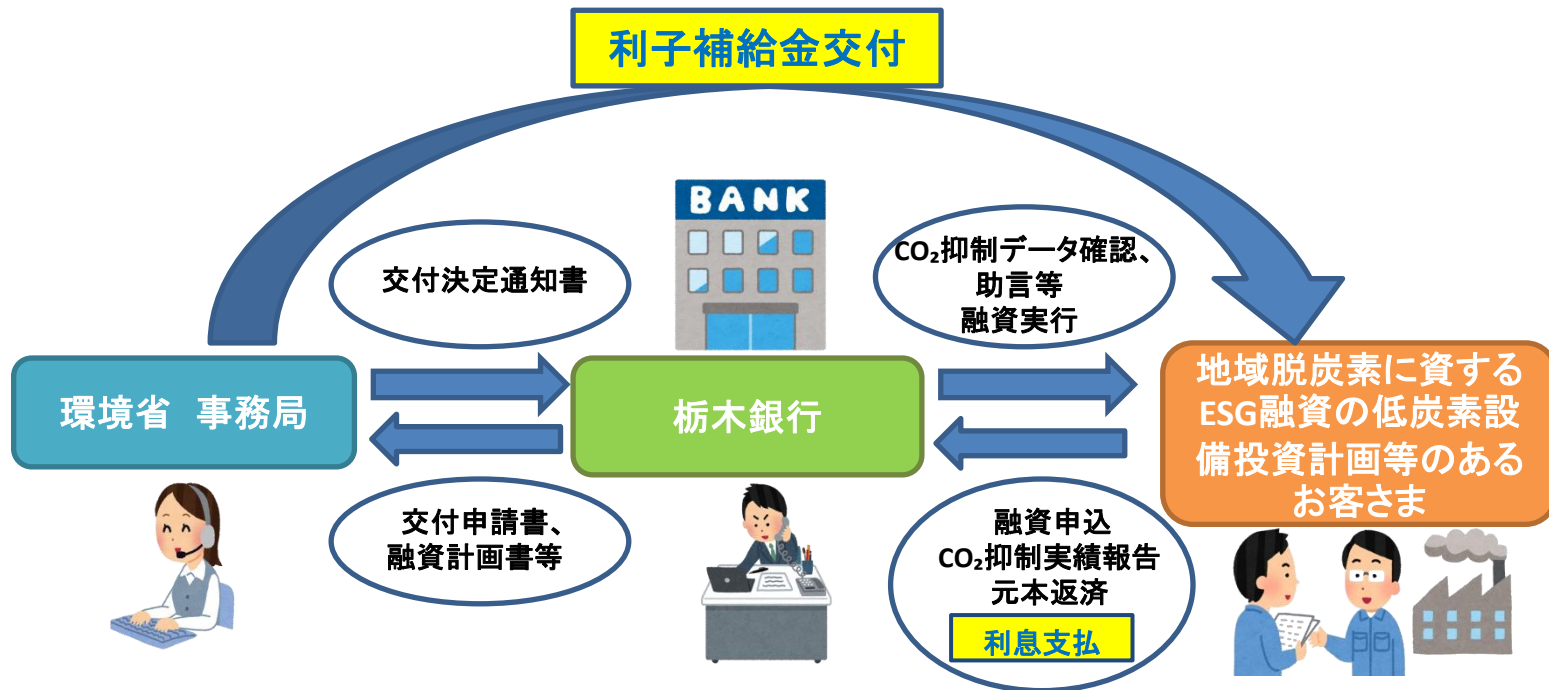 利子補給金交付
BANK
交付決定通知書
CO₂抑制データ確認、
助言等
融資実行
環境省　事務局
栃木銀行
地域脱炭素に資する
ESG融資の低炭素設
備投資計画等のある
お客さま
交付申請書、
融資計画書等
融資申込
CO₂抑制実績報告
元本返済
利息支払